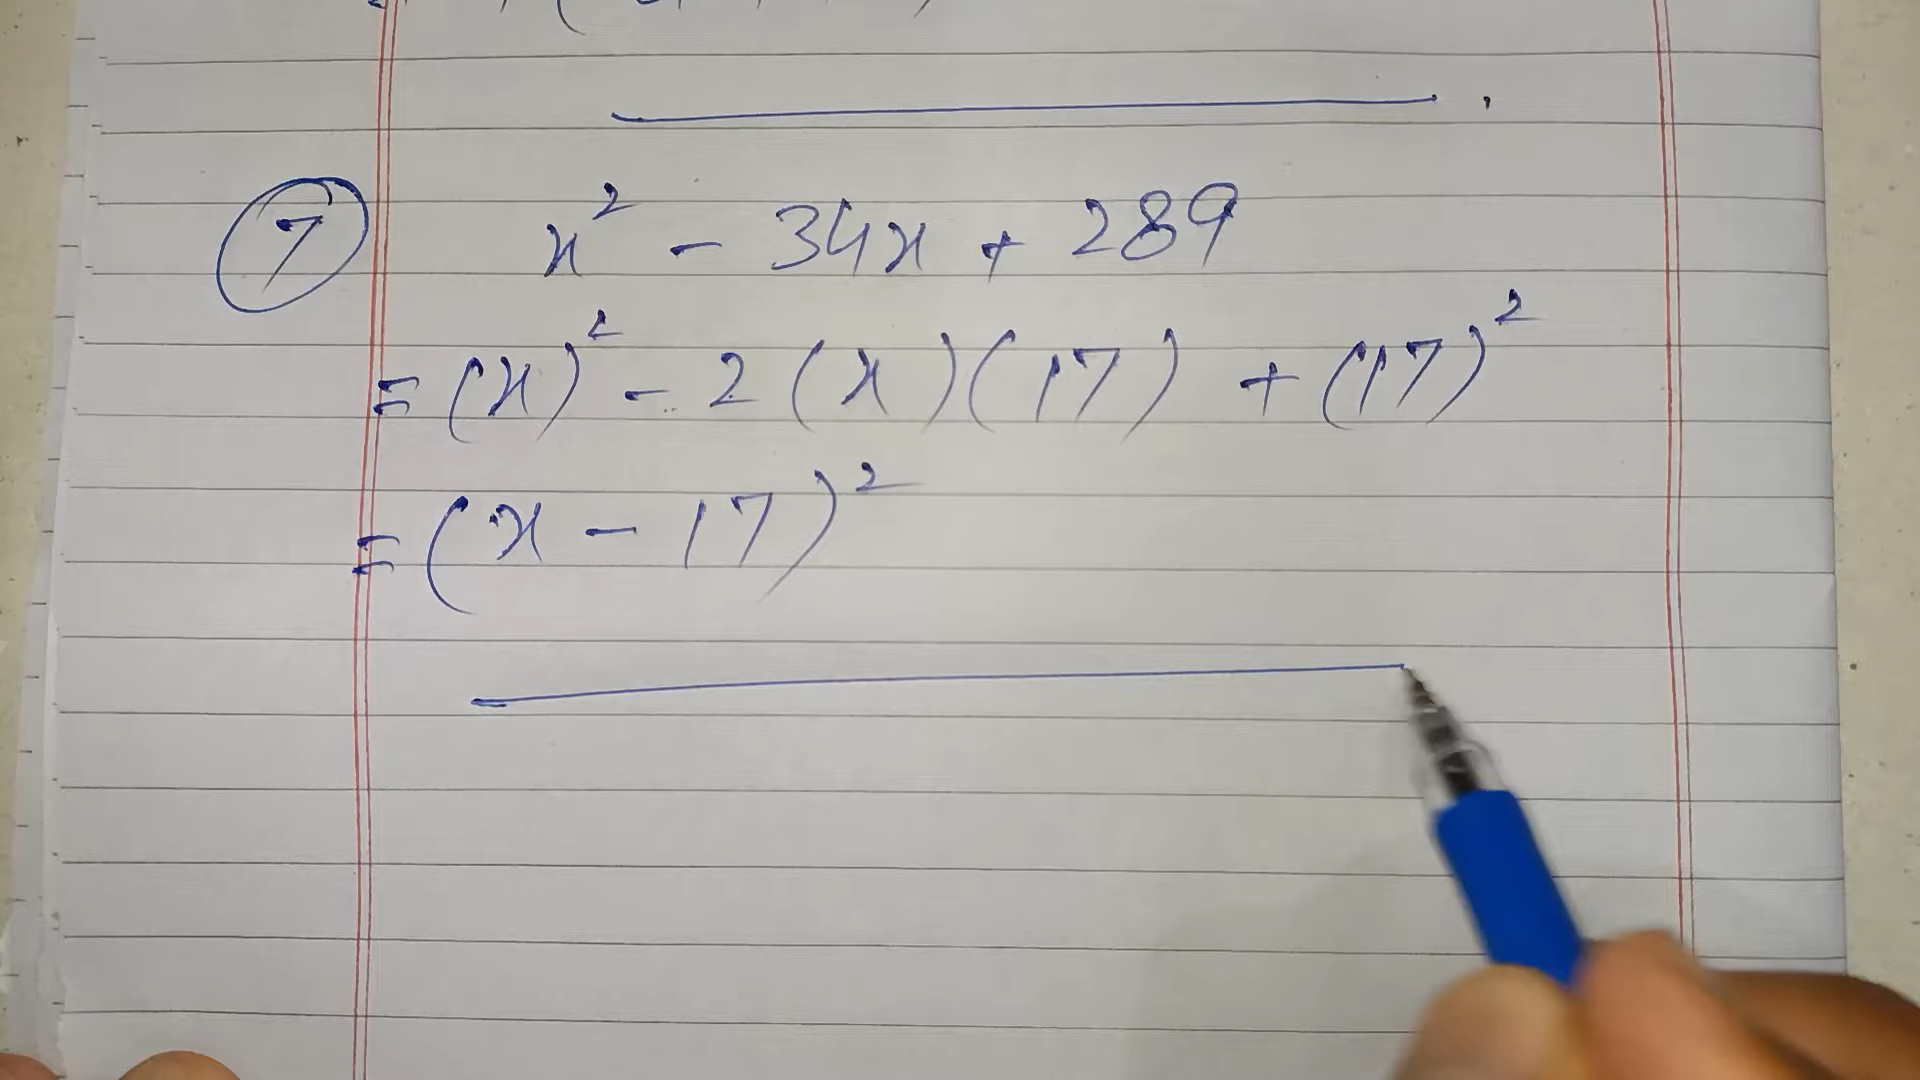 7 x² - 34x + 289
= (x)² - 2(x)(17) + (17)²
= (x - 17)²